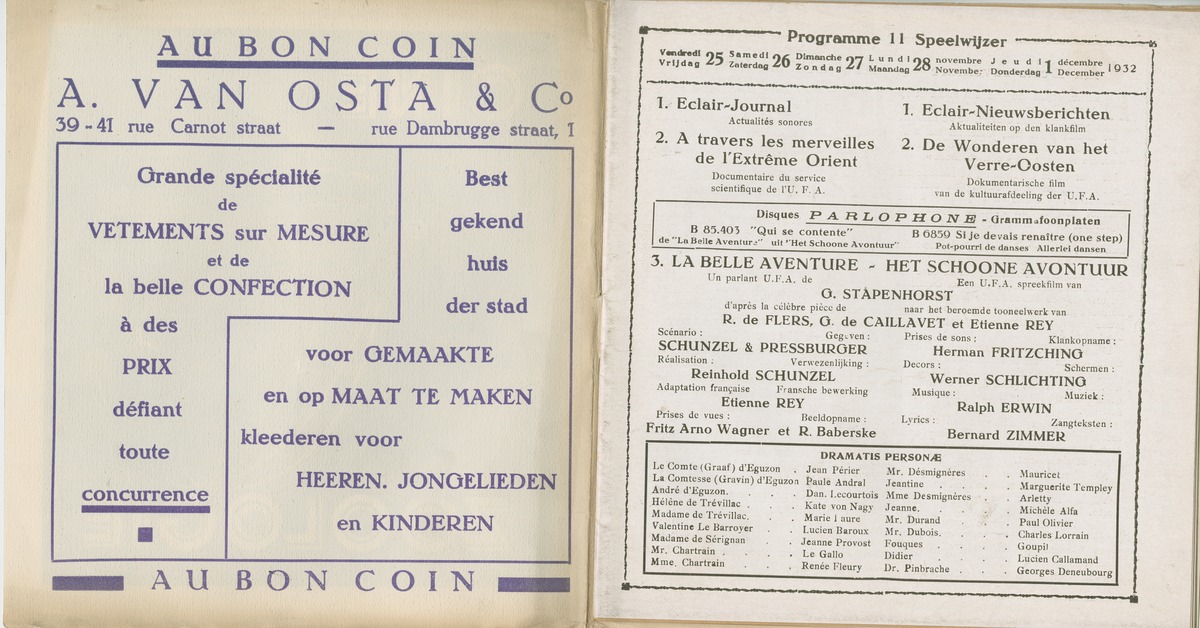 AU BON COIN
A. VAN OSTA & Co
39-41 rue Carnot straat — rue Dambrugge straat, 1
Grande spécialité
de
VETEMENTS sur MESURE
et de
la belle CONFECTION
à des
PRIX
défiant
toute
concurrence
Best
gekend
huis
der stad
voor GEMAAKTE
en op MAAT TE MAKEN
kleederen voor
HEEREN. JONGELIEDEN
en KINDEREN
AU BON COIN
Programme 11 Speelwijzer
Vendredi 25 Samedi 26 Dimanche 27 Lundi 28 novembre Jeudi 1 décembre 1932
Vrijdag Zaterdag Zondag Maandag November Donderdag December
1. Eclair-Journal
Actualités sonores
2. A travers les merveilles
de l'Extrême Orient
Documentaire du service
scientifique de l'U. F. A.
1. Eclair-Nieuwsberichten
Aktualiteiten op den klankfilm
2. De Wonderen van het
Verre-Oosten
Dokumentarische film
van de kultuurafdeeling der U.F.A.
Disques PARLOPHONE - Grammafoonplaten
B 85.403 "Qui se contente" B 6859 Si je devais renaître (one step)
de "La Belle Aventure" uit "Het Schoone Avontuur" Pot-pourri de danses Allerlei dansen
3. LA BELLE AVENTURE - HET SCHOONE AVONTUUR
Un parlant U.F.A. de Een U.F.A. spreekfilm van
G. STAPENHORST
d'après la célèbre pièce de naar het beroemde tooneelwerk van
R. de FLERS, G. de CAILLAVET et Etienne REY
Scénario : Gegeven :
SCHUNZEL & PRESSBURGER
Réalisation : Verwezenlijking :
Reinhold SCHUNZEL
Adaptation française Fransche bewerking
Etienne REY
Prises de vues : Beeldopname :
Fritz Arno Wagner et R. Baberske
Prises de sons : Klankopname :
Herman FRITZCHING
Decors : Schermen :
Werner SCHLICHTING
Musique : Muziek :
Ralph ERWIN
Lyrics : Zangteksten :
Bernard ZIMMER
DRAMATIS PERSONÆ
Le Comte (Graaf) d'Eguzon . Jean Périer
La Comtesse (Gravin) d'Eguzon Paule Andral
André d'Eguzon. . . . Dan. Lecourtois
Hélène de Trévillac . . . Kate von Nagy
Madame de Trévillac. . . Marie Laure
Valentine Le Barroyer . . Lucien Baroux
Madame de Sérignan . . Jeanne Provost
Mr. Chartrain . . . . Le Gallo
Mme. Chartrain . . . . Renée Fleury
Mr. Désmignères . . Mauricet
Jeantine . . . . Marguerite Templey
Mme Desmignères . . Arletty
Jeanne. . . . . Michèle Alfa
Mr. Durand . . . Paul Olivier
Mr. Dubois. . . . Charles Lorrain
Fouques . . . . Goupil
Didier . . . . Lucien Callamand
Dr. Pinbrache . . . Georges Deneubourg